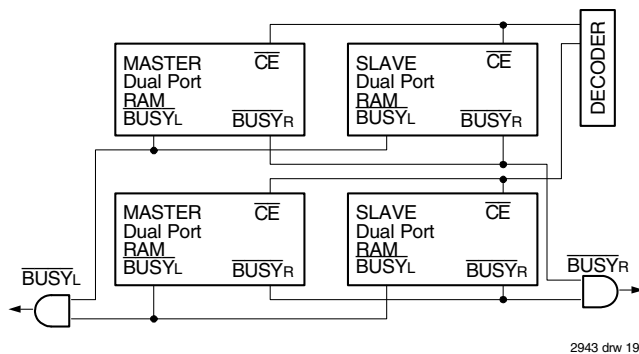 MASTER
Dual Port
RAM
BUSYL
CE
BUSYR
SLAVE
Dual Port
RAM
BUSYL
CE
BUSYR
DECODER
MASTER
Dual Port
RAM
BUSYL
CE
BUSYR
SLAVE
Dual Port
RAM
BUSYL
CE
BUSYR
BUSYL
BUSYR
2943 drw 19